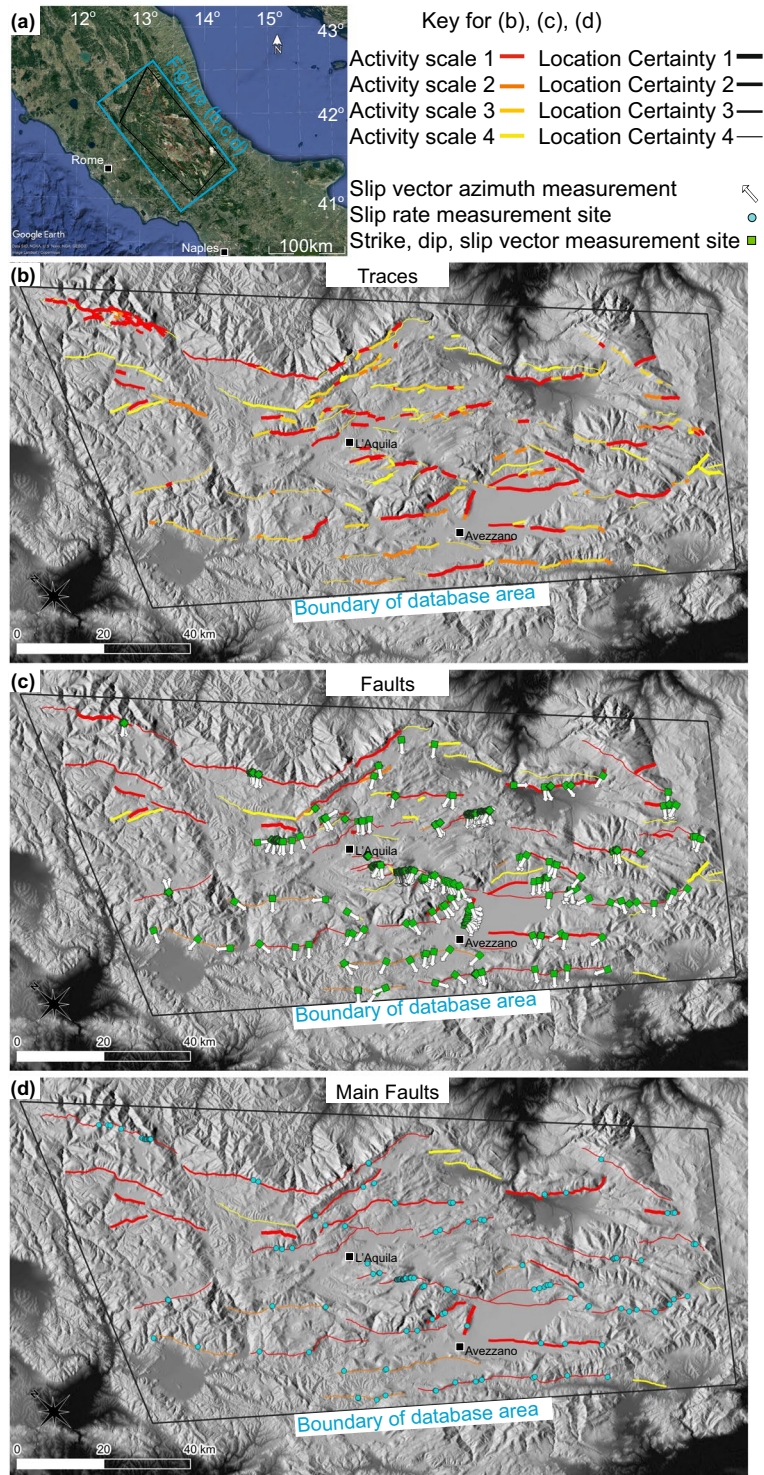 (a)
12°
13°
14°
15°
43°
42°
41°
Figure (b,c,d)
Rome
Naples
Google Earth
100km
Key for (b), (c), (d)
Activity scale 1
Location Certainty 1
Activity scale 2
Location Certainty 2
Activity scale 3
Location Certainty 3
Activity scale 4
Location Certainty 4
Slip vector azimuth measurement
Slip rate measurement site
Strike, dip, slip vector measurement site
(b)
Traces
L'Aquila
Avezzano
Boundary of database area
N
0 20 40 km
(c)
Faults
L'Aquila
Avezzano
Boundary of database area
N
0 20 40 km
(d)
Main Faults
L'Aquila
Avezzano
Boundary of database area
N
0 20 40 km